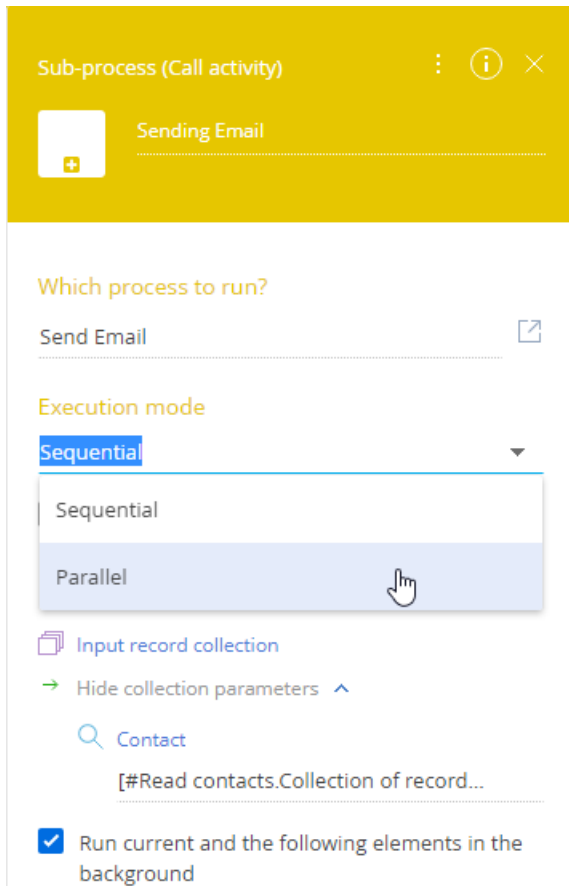 Sub-process (Call activity)
Sending Email
Which process to run?
Send Email
Execution mode
Sequential
Sequential
Parallel
Input record collection
Hide collection parameters
Contact
[#Read contacts.Collection of record...
Run current and the following elements in the
background